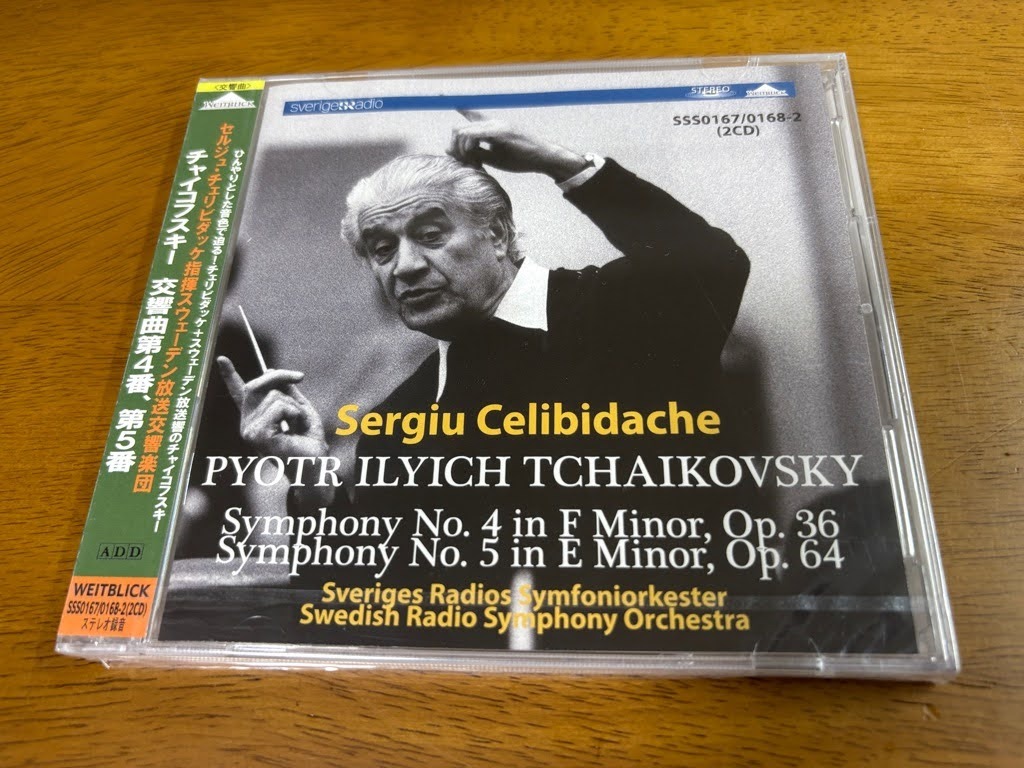 <交響曲>
WEITBLICK
ひんやりとした音色で迫る!チェリビダッケ+スウェーデン放送響のチャイコフスキー
セルジュ・チェリビダッケ指揮スウェーデン放送交響楽団
チャイコフスキー 交響曲第4番、第5番
ADD
WEITBLICK
SSS0167/0168-2(2CD)
ステレオ録音
sverigesradio
STEREO
WEITBLICK
SSS0167/0168-2
(2CD)
Sergiu Celibidache
PYOTR ILYICH TCHAIKOVSKY
Symphony No. 4 in F Minor, Op. 36
Symphony No. 5 in E Minor, Op. 64
Sveriges Radios Symfoniorkester
Swedish Radio Symphony Orchestra